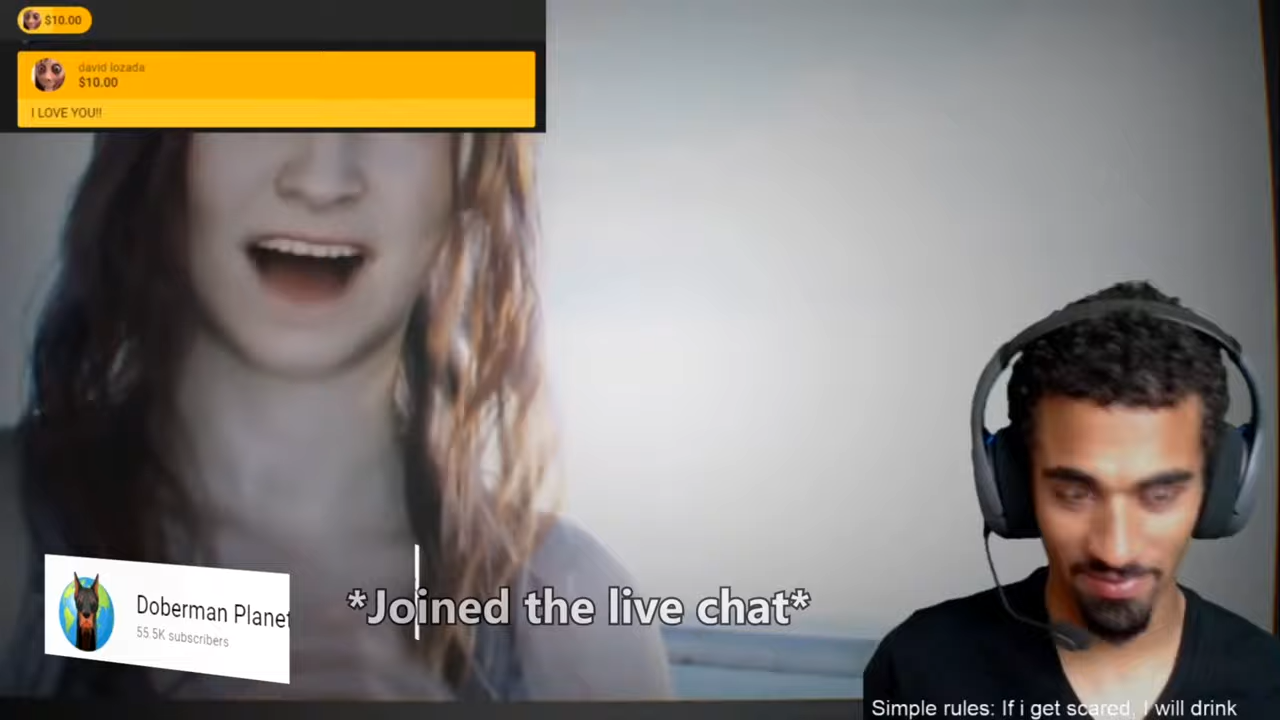 $10.00
david lozada
$10.00
I LOVE YOU!!
*Joined the live chat*
Doberman Planet
55.5K subscribers
Simple rules: If i get scared, I will drink